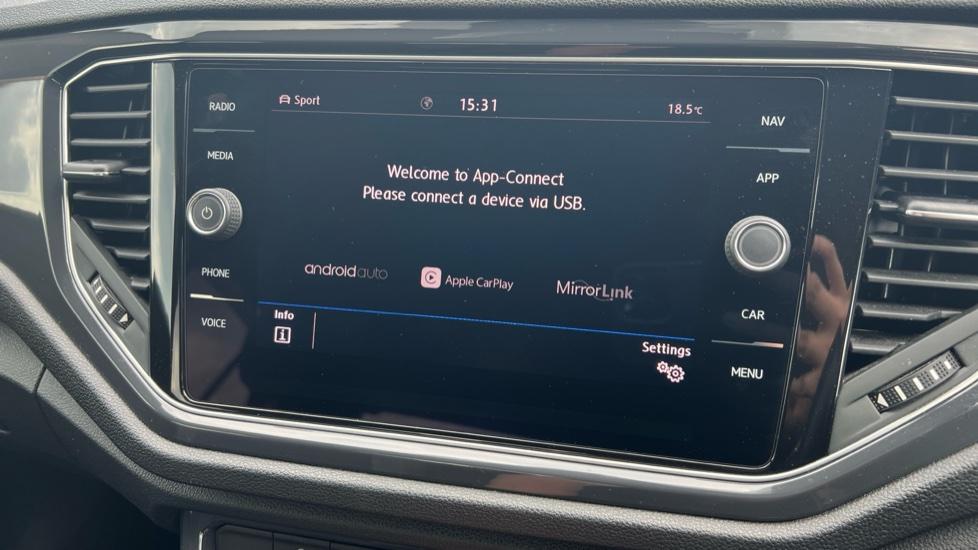 RADIO
MEDIA
PHONE
VOICE
Sport 15:31 18.5°C
Welcome to App-Connect
Please connect a device via USB.
androidauto Apple CarPlay MirrorLink
Info
i
Settings
NAV
APP
CAR
MENU